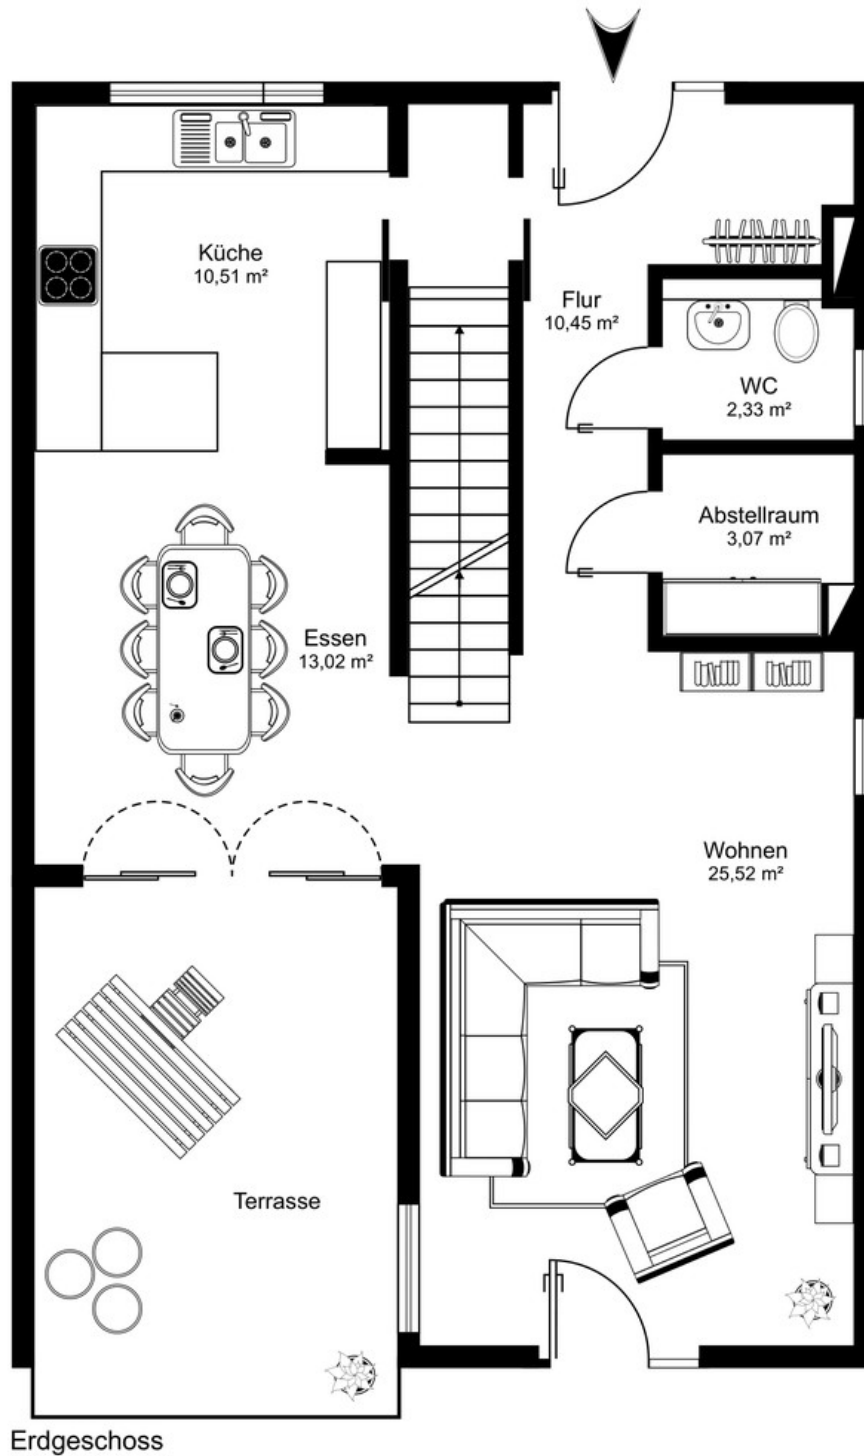 Küche
10,51 m²
Flur
10,45 m²
WC
2,33 m²
Abstellraum
3,07 m²
Essen
13,02 m²
Wohnen
25,52 m²
Terrasse
Erdgeschoss